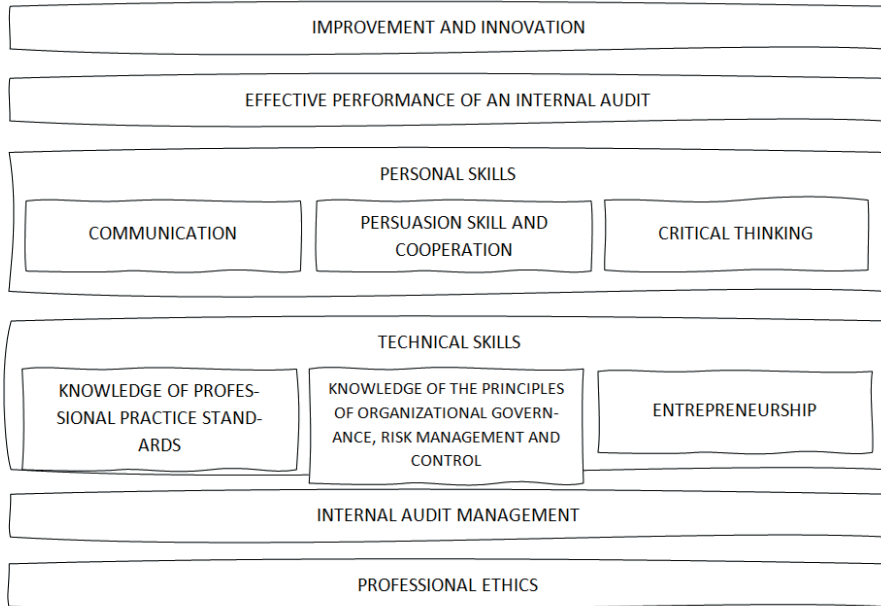 IMPROVEMENT AND INNOVATION
EFFECTIVE PERFORMANCE OF AN INTERNAL AUDIT
PERSONAL SKILLS
COMMUNICATION
PERSUASION SKILL AND
COOPERATION
CRITICAL THINKING
TECHNICAL SKILLS
KNOWLEDGE OF PROFES-
SIONAL PRACTICE STAND-
ARDS
KNOWLEDGE OF THE PRINCIPLES
OF ORGANIZATIONAL GOVERN-
ANCE, RISK MANAGEMENT AND
CONTROL
ENTREPRENEURSHIP
INTERNAL AUDIT MANAGEMENT
PROFESSIONAL ETHICS